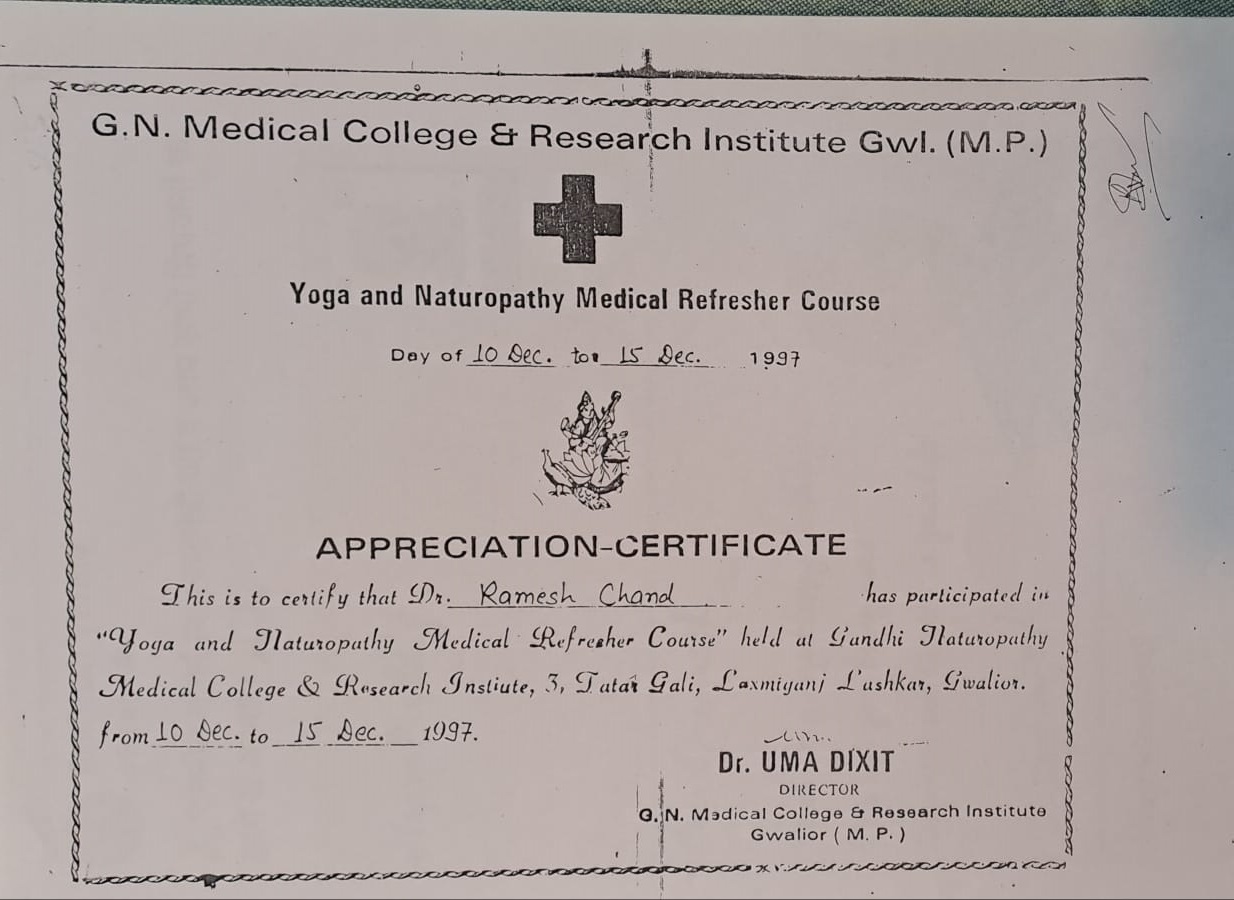 G.N. Medical College & Research Institute Gwl. (M.P.)
Yoga and Naturopathy Medical Refresher Course
Day of 10 Dec. to 15 Dec. 1997
APPRECIATION-CERTIFICATE
This is to certify that Dr. Ramesh Chand has participated in
"Yoga and Naturopathy Medical Refresher Course" held at Gandhi Naturopathy
Medical College & Research Instiute, 3, Tatar Gali, Laxmiganj Lashkar, Gwalior.
from 10 Dec. to 15 Dec. 1997.
Dr. UMA DIXIT
DIRECTOR
G.N. Medical College & Research Institute
Gwalior ( M. P. )